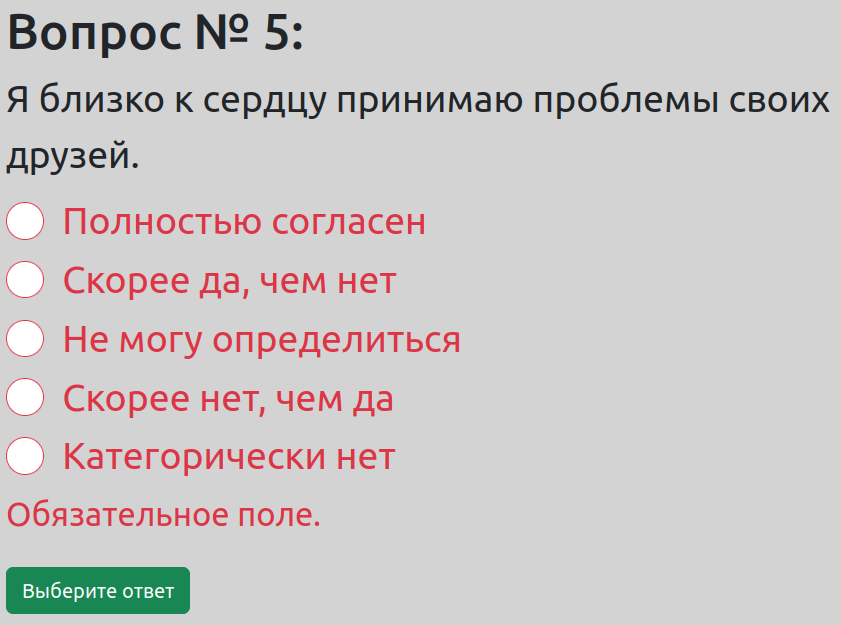 Вопрос № 5:
Я близко к сердцу принимаю проблемы своих
друзей.
Полностью согласен
Скорее да, чем нет
Не могу определиться
Скорее нет, чем да
Категорически нет
Обязательное поле.
Выберите ответ